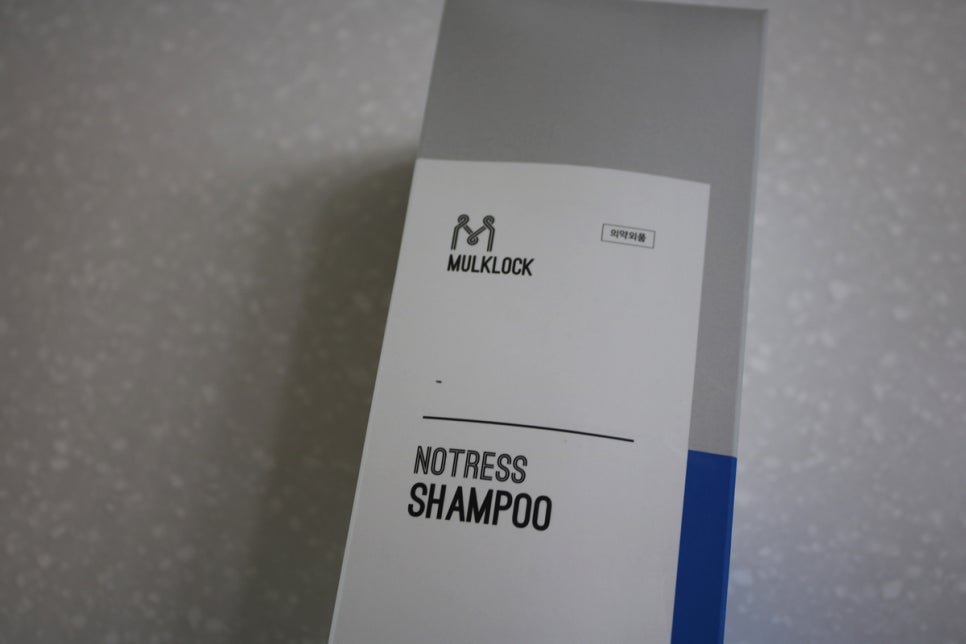 MULKLOCK
의약외품
NOTRESS
SHAMPOO